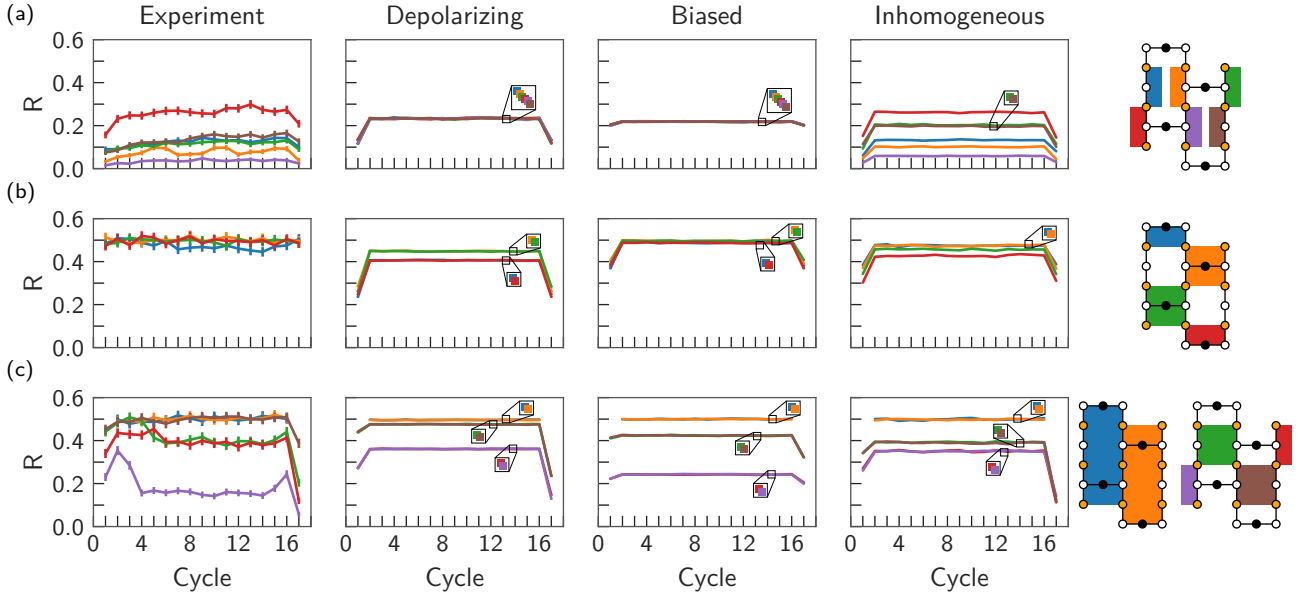 (a) Experiment Depolarizing Biased Inhomogeneous
R
0.6
0.4
0.2
0.0
(b)
R
0.6
0.4
0.2
0.0
(c)
R
0.6
0.4
0.2
0.0
0 4 8 12 16 0 4 8 12 16 0 4 8 12 16 0 4 8 12 16
Cycle Cycle Cycle Cycle